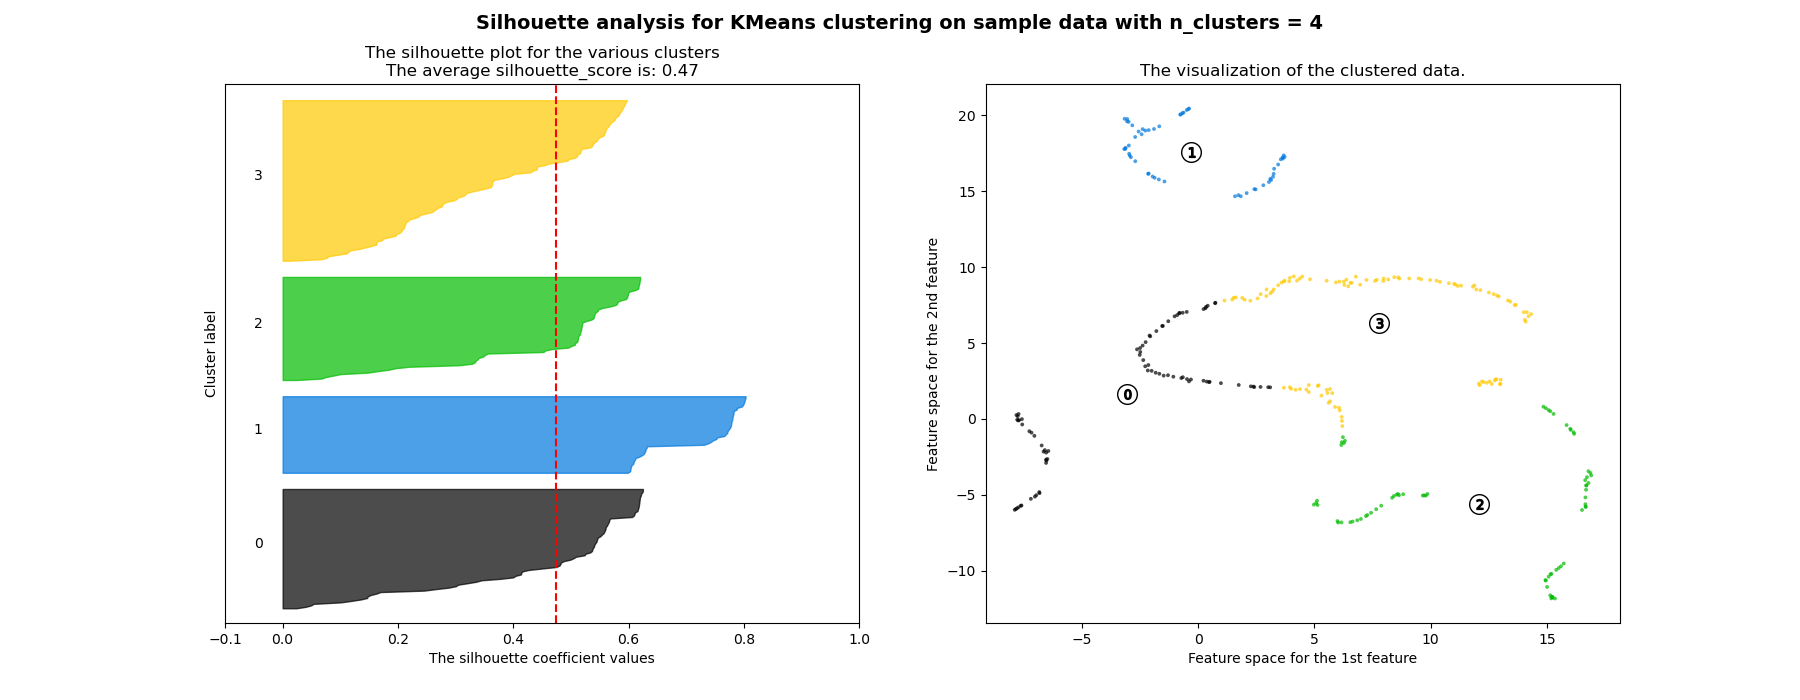 Silhouette analysis for KMeans clustering on sample data with n_clusters = 4
The silhouette plot for the various clusters
The average silhouette_score is: 0.47
Cluster label
3
2
1
0
−0.1 0.0 0.2 0.4 0.6 0.8 1.0
The silhouette coefficient values
The visualization of the clustered data.
Feature space for the 2nd feature
20
15
10
5
0
−5
−10
1
3
0
2
−5 0 5 10 15
Feature space for the 1st feature